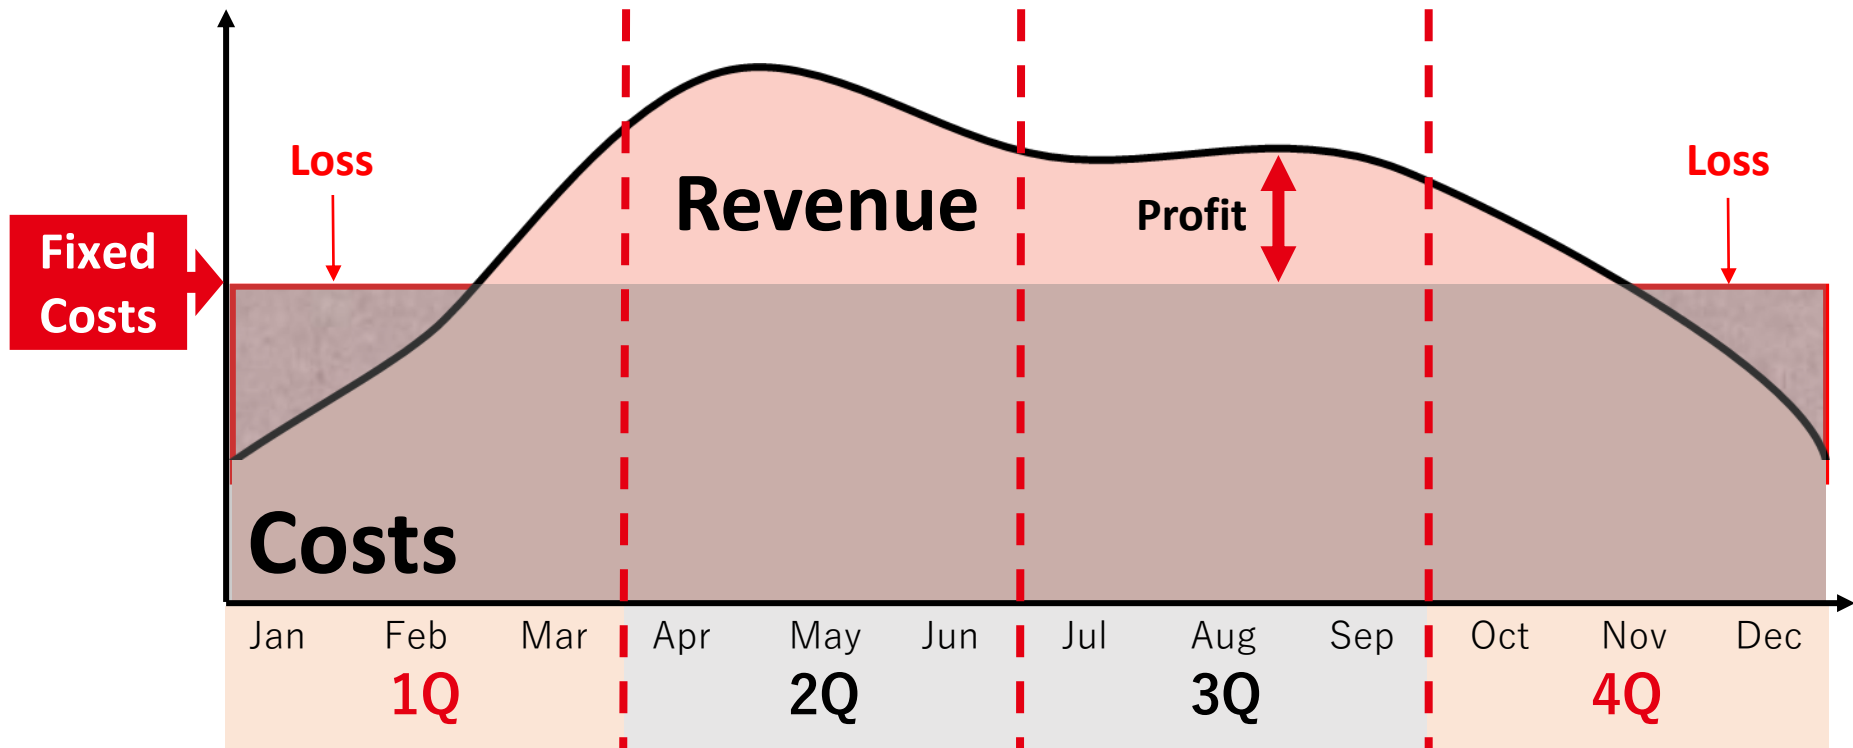 Loss
Loss
Revenue
Profit
Fixed
Costs
Costs
Jan Feb Mar Apr May Jun Jul Aug Sep Oct Nov Dec
1Q 2Q 3Q 4Q